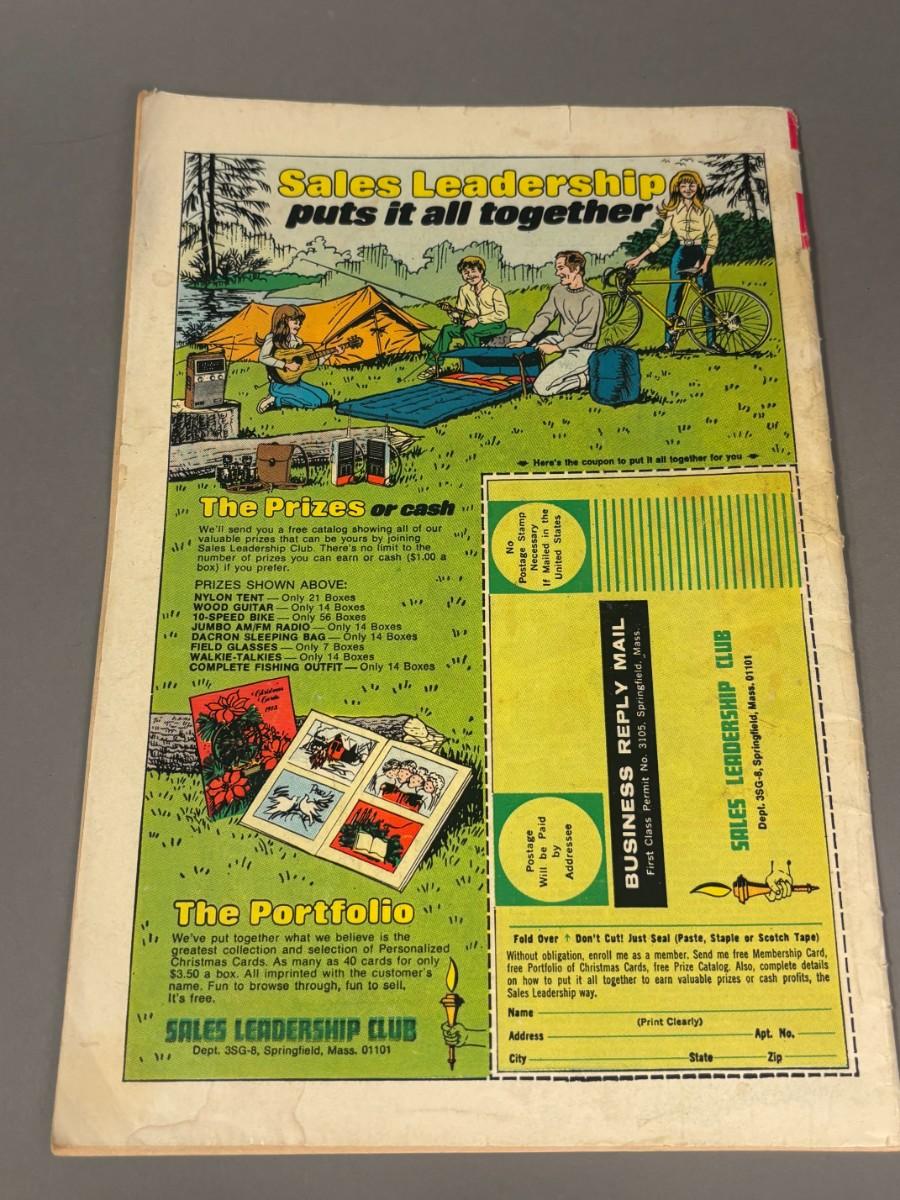 Sales Leadership
puts it all together
Here's the coupon to put it all together for you
The Prizes or cash
We'll send you a free catalog showing all of our
valuable prizes that can be yours by joining
Sales Leadership Club. There's no limit to the
number of prizes you can earn or cash ($1.00 a
box) if you prefer.
PRIZES SHOWN ABOVE:
NYLON TENT — Only 21 Boxes
WOOD GUITAR — Only 14 Boxes
10-SPEED BIKE — Only 56 Boxes
JUMBO AM/FM RADIO — Only 14 Boxes
DACRON SLEEPING BAG — Only 14 Boxes
FIELD GLASSES — Only 7 Boxes
WALKIE-TALKIES — Only 14 Boxes
COMPLETE FISHING OUTFIT — Only 14 Boxes
Christmas
Cards
1973
Peace
The Portfolio
We've put together what we believe is the
greatest collection and selection of Personalized
Christmas Cards. As many as 40 cards for only
$3.50 a box. All imprinted with the customer's
name. Fun to browse through, fun to sell,
It's free.
SALES LEADERSHIP CLUB
Dept. 3SG-8, Springfield, Mass. 01101
No
Postage Stamp
Necessary
If Mailed in the
United States
Postage
Will be Paid
by
Addressee
BUSINESS REPLY MAIL
First Class Permit No. 3105, Springfield, Mass.
SALES LEADERSHIP CLUB
Dept. 3SG-8, Springfield, Mass. 01101
Fold Over ↑ Don't Cut! Just Seal (Paste, Staple or Scotch Tape)
Without obligation, enroll me as a member. Send me free Membership Card,
free Portfolio of Christmas Cards, free Prize Catalog. Also, complete details
on how to put it all together to earn valuable prizes or cash profits, the
Sales Leadership way.
Name
(Print Clearly)
Address Apt. No.
City State Zip